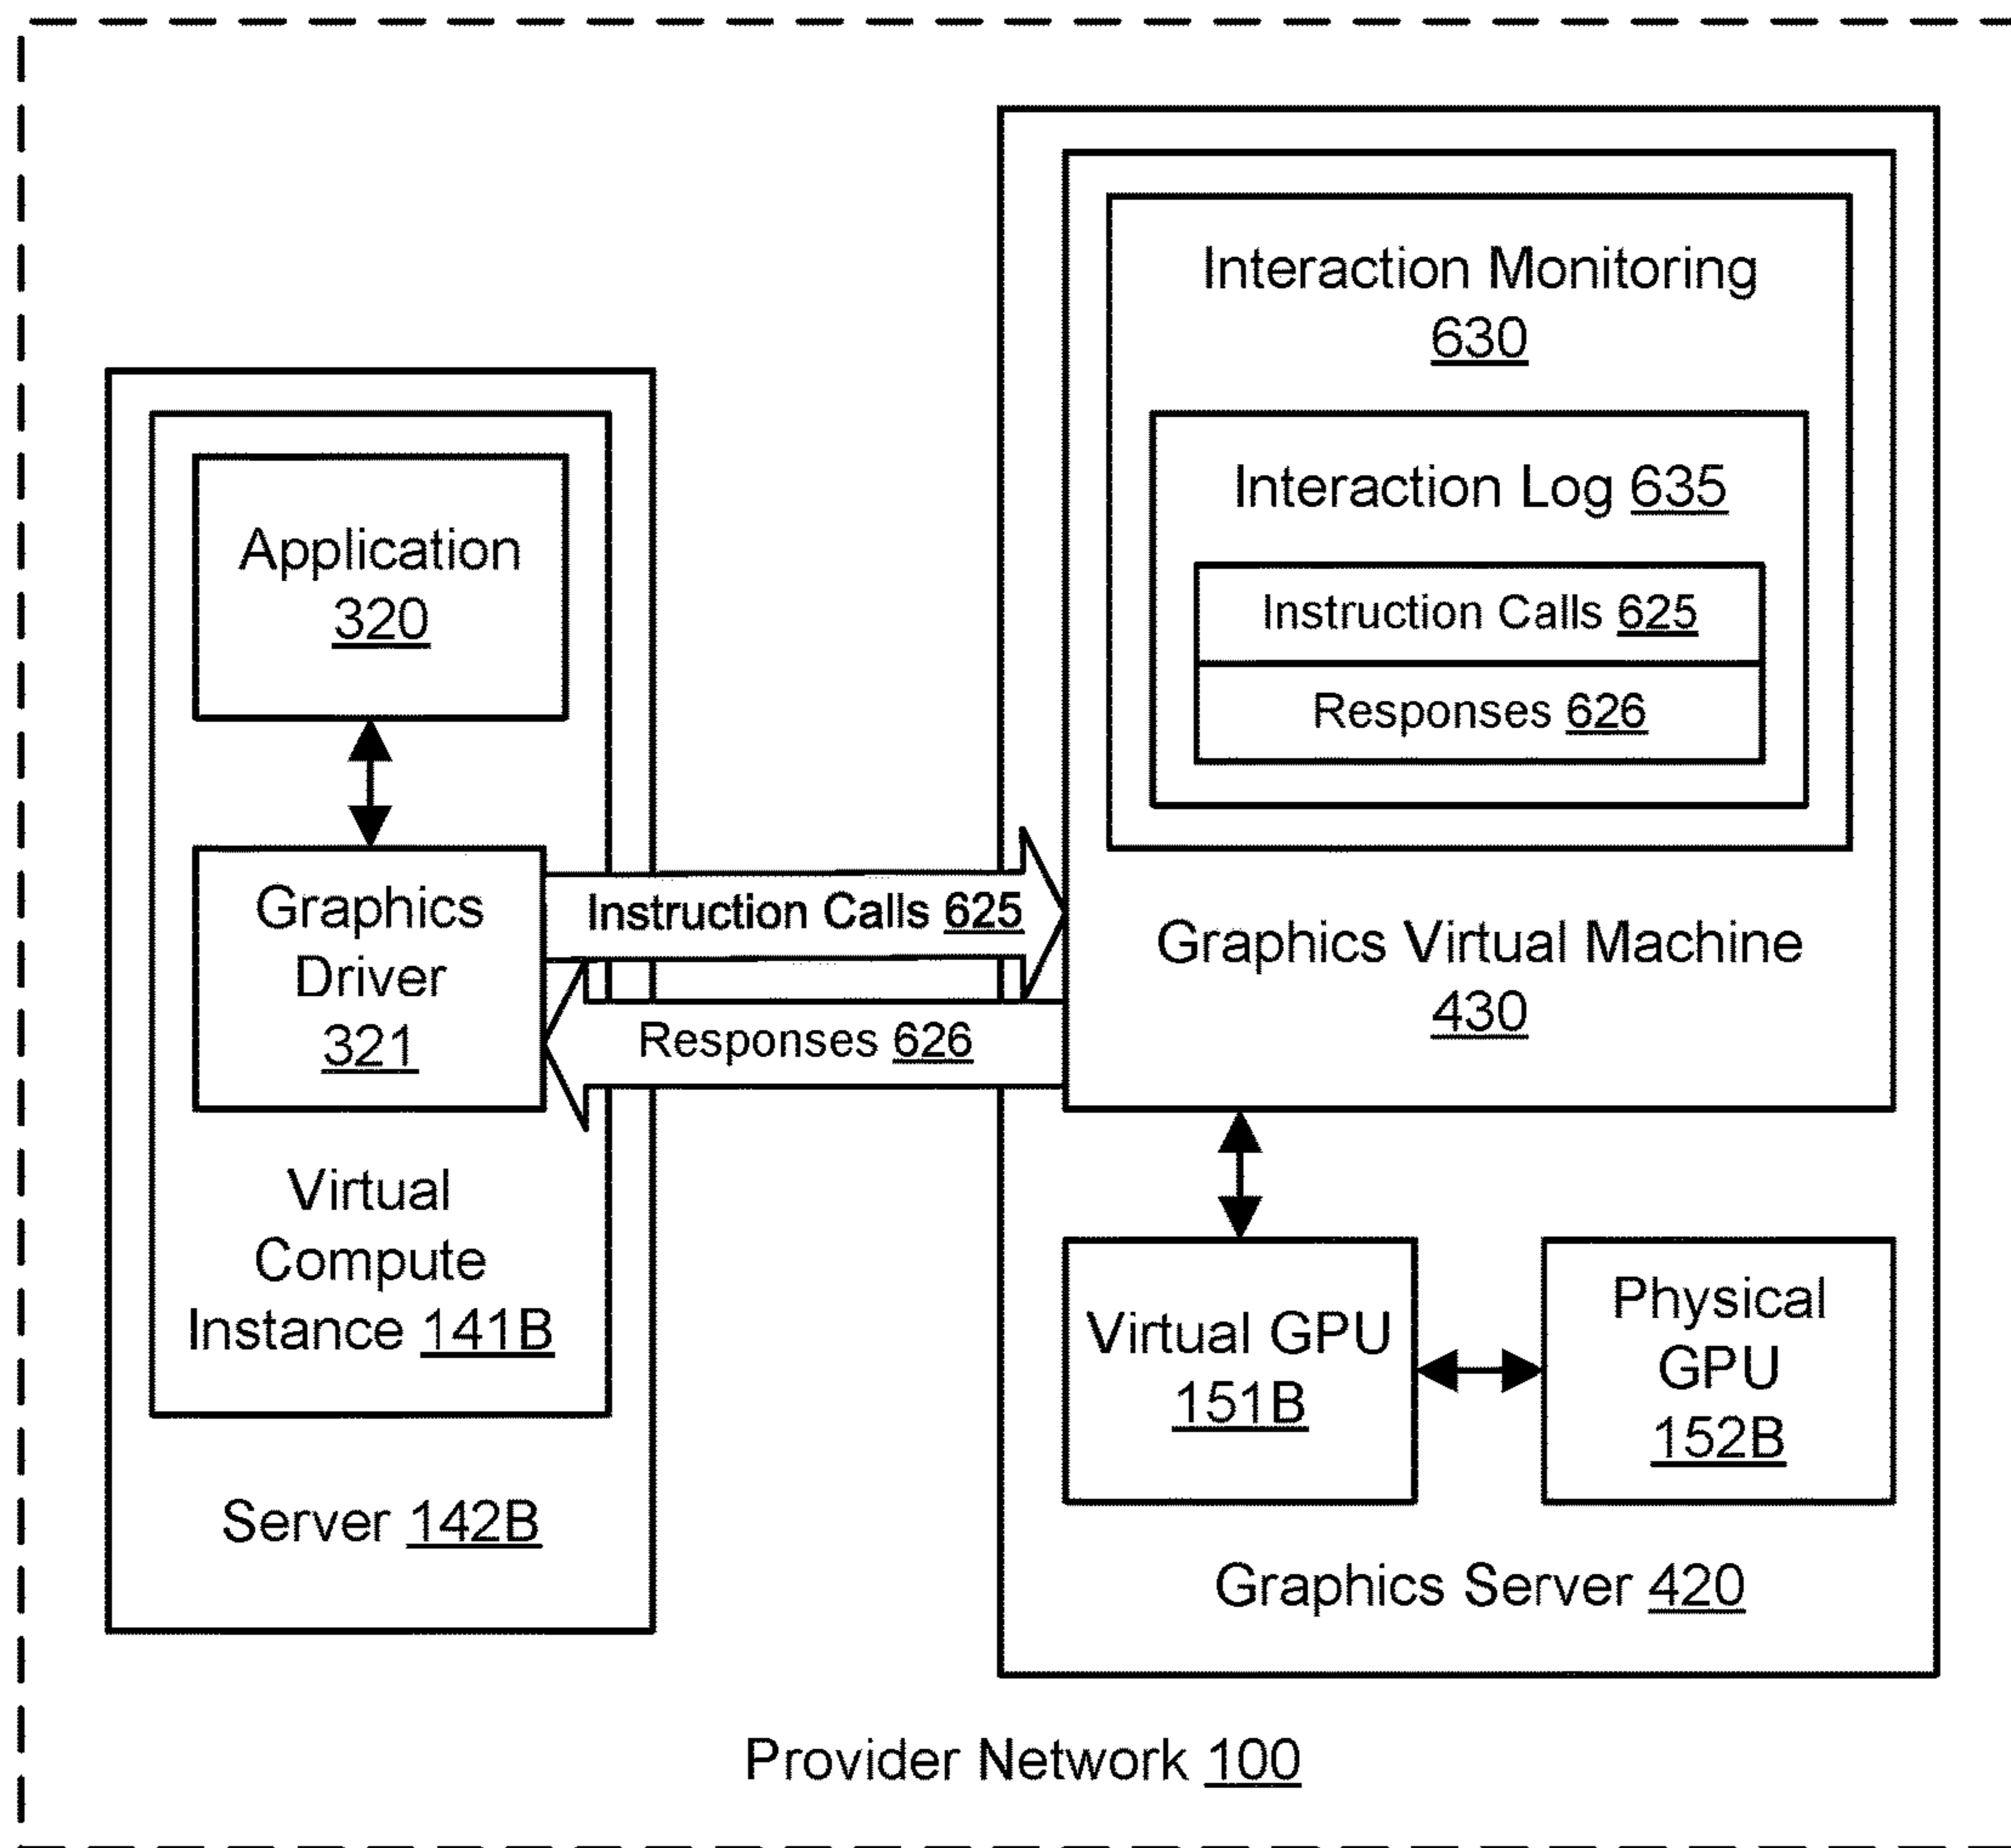 Interaction Monitoring
630
Interaction Log 635
Instruction Calls 625
Responses 626
Application
320
Graphics
Driver
321
Instruction Calls 625
Responses 626
Graphics Virtual Machine
430
Virtual
Compute
Instance 141B
Server 142B
Virtual GPU
151B
Physical
GPU
152B
Graphics Server 420
Provider Network 100